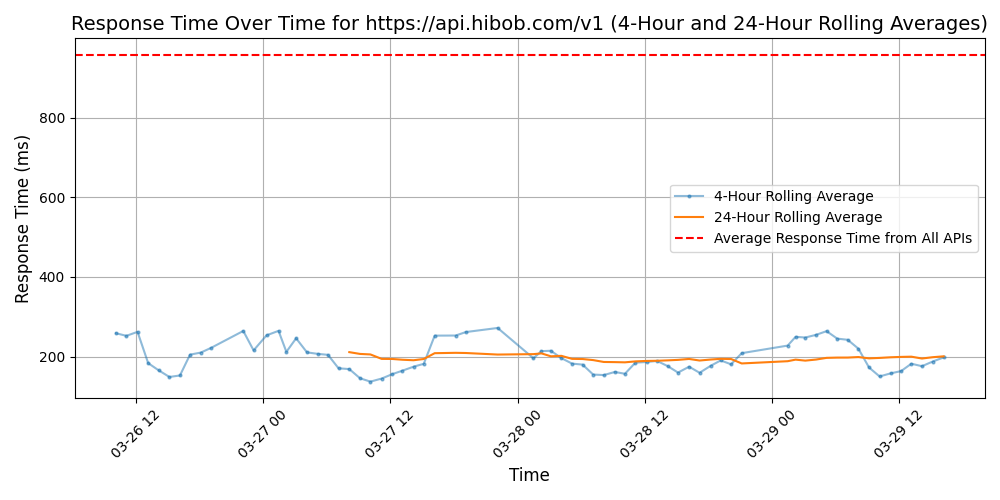 Response Time Over Time for https://api.hibob.com/v1 (4-Hour and 24-Hour Rolling Averages)
Response Time (ms)
800
600
400
200
4-Hour Rolling Average
24-Hour Rolling Average
Average Response Time from All APIs
03-26 12
03-27 00
03-27 12
03-28 00
03-28 12
03-29 00
03-29 12
Time